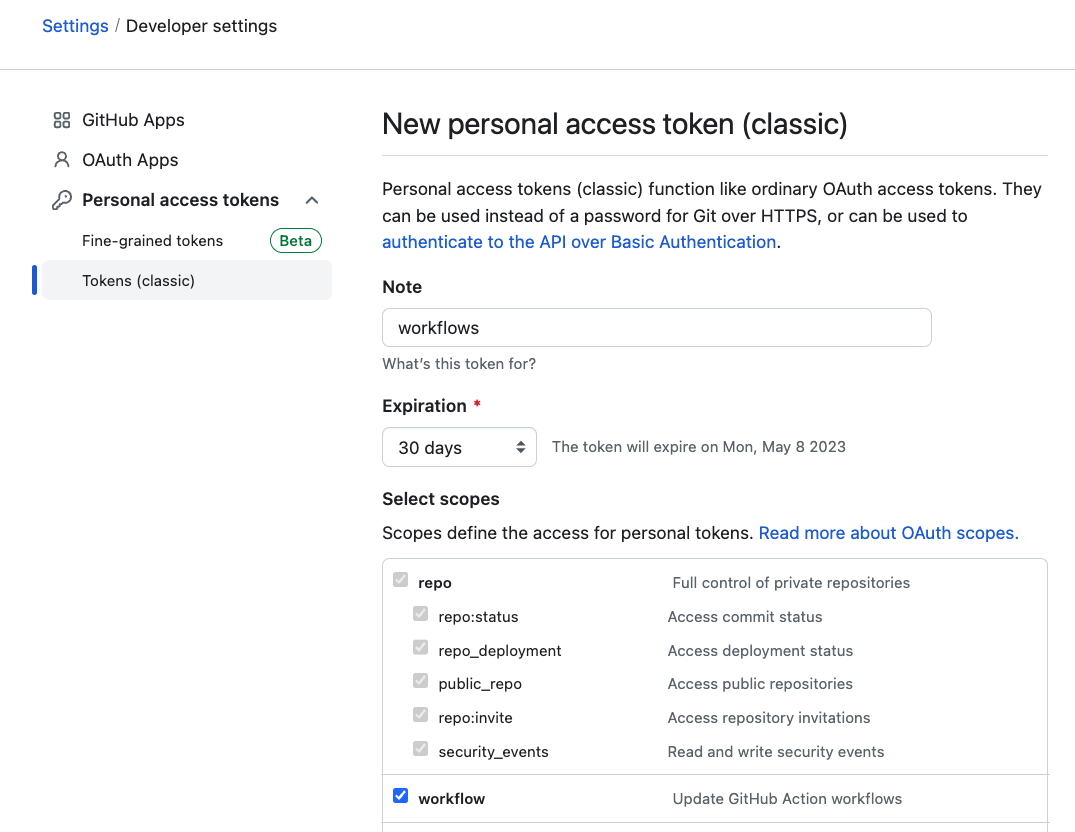 Settings / Developer settings
GitHub Apps
OAuth Apps
Personal access tokens
Fine-grained tokens Beta
Tokens (classic)
New personal access token (classic)
Personal access tokens (classic) function like ordinary OAuth access tokens. They
can be used instead of a password for Git over HTTPS, or can be used to
authenticate to the API over Basic Authentication.
Note
workflows
What's this token for?
Expiration *
30 days The token will expire on Mon, May 8 2023
Select scopes
Scopes define the access for personal tokens. Read more about OAuth scopes.
repo Full control of private repositories
repo:status Access commit status
repo_deployment Access deployment status
public_repo Access public repositories
repo:invite Access repository invitations
security_events Read and write security events
workflow Update GitHub Action workflows